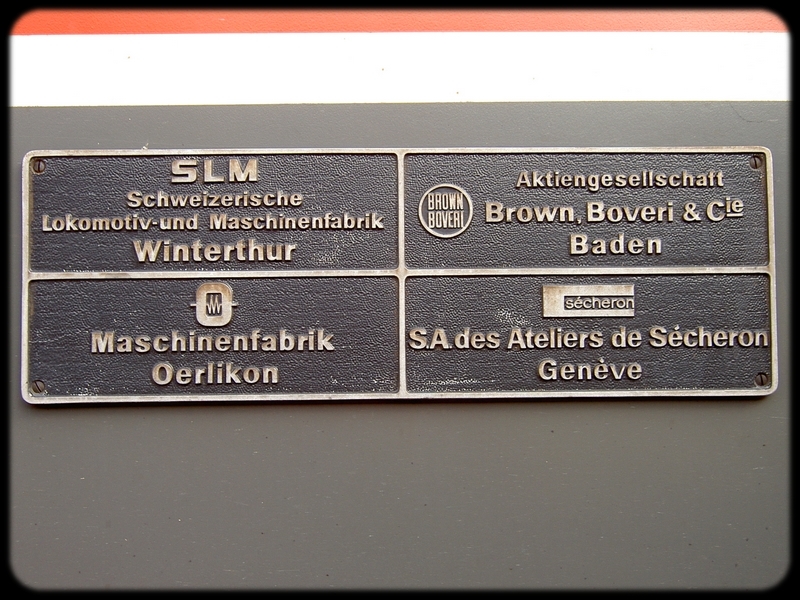 SLM
Schweizerische
Lokomotiv-und Maschinenfabrik
Winterthur
BROWN
BOVERI
Aktiengesellschaft
Brown, Boveri & Cie
Baden
Maschinenfabrik
Oerlikon
sécheron
S.A. des Ateliers de Sécheron
Genève